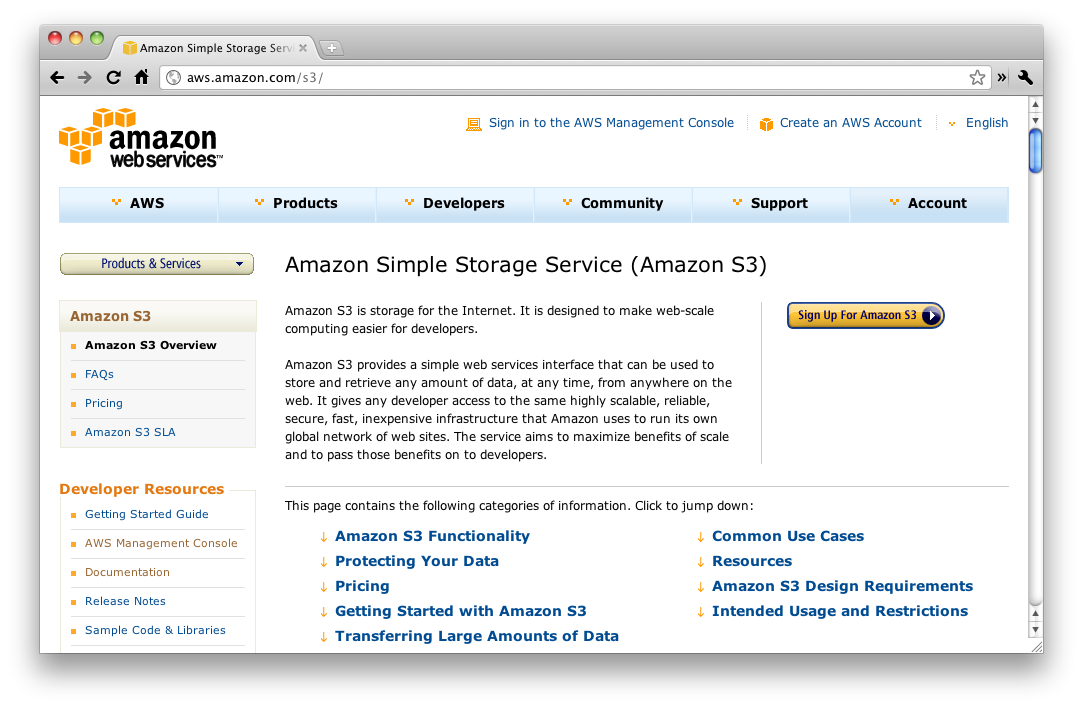 Amazon Simple Storage Serv
aws.amazon.com/s3/
amazon
web services™
Sign in to the AWS Management Console
Create an AWS Account
English
AWS
Products
Developers
Community
Support
Account
Products & Services
Amazon S3
Amazon S3 Overview
FAQs
Pricing
Amazon S3 SLA
Developer Resources
Getting Started Guide
AWS Management Console
Documentation
Release Notes
Sample Code & Libraries
Amazon Simple Storage Service (Amazon S3)
Amazon S3 is storage for the Internet. It is designed to make web-scale
computing easier for developers.
Amazon S3 provides a simple web services interface that can be used to
store and retrieve any amount of data, at any time, from anywhere on the
web. It gives any developer access to the same highly scalable, reliable,
secure, fast, inexpensive infrastructure that Amazon uses to run its own
global network of web sites. The service aims to maximize benefits of scale
and to pass those benefits on to developers.
Sign Up For Amazon S3
This page contains the following categories of information. Click to jump down:
↓ Amazon S3 Functionality
↓ Protecting Your Data
↓ Pricing
↓ Getting Started with Amazon S3
↓ Transferring Large Amounts of Data
↓ Common Use Cases
↓ Resources
↓ Amazon S3 Design Requirements
↓ Intended Usage and Restrictions